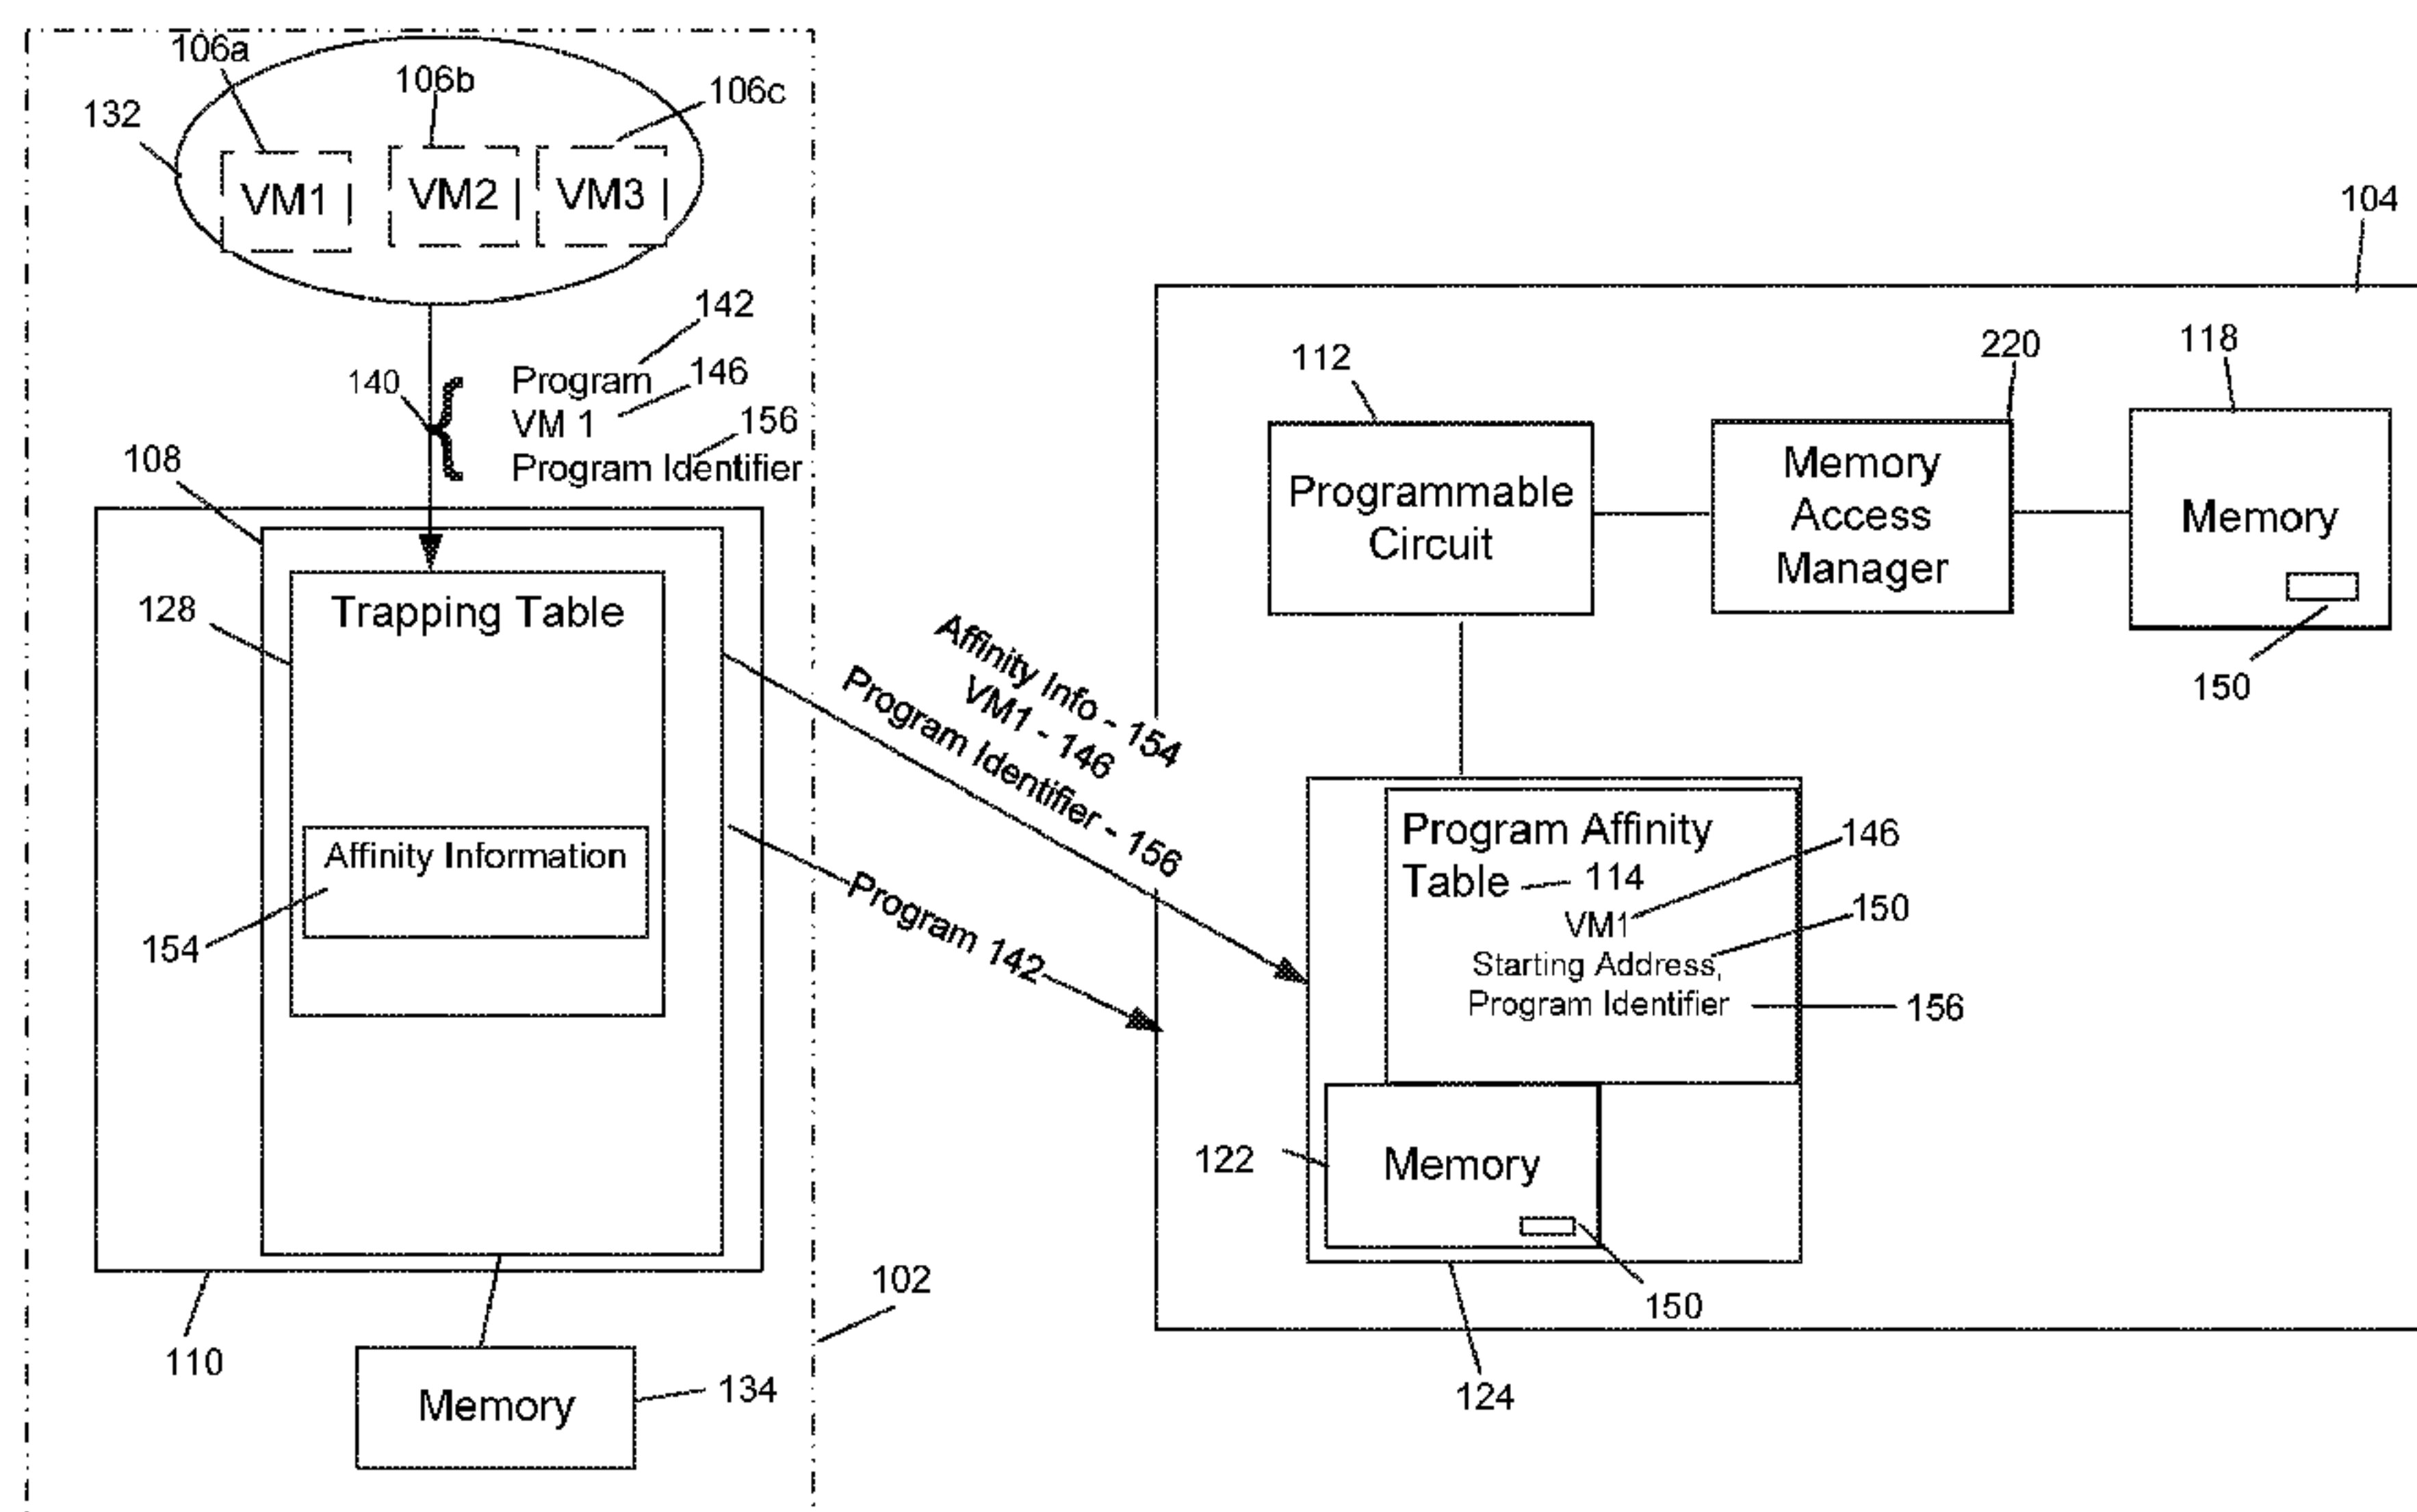 106a
106b
106c
132
VM1
VM2
VM3
142
140
Program
146
VM 1
156
Program Identifier
108
128
Trapping Table
Affinity Information
154
110
Memory
134
102
Affinity Info - 154
VM1 - 146
Program Identifier - 156
Program 142
104
112
220
118
Programmable
Circuit
Memory
Access
Manager
Memory
150
Program Affinity
Table
114
146
VM1
150
Starting Address,
Program Identifier
156
122
Memory
150
124